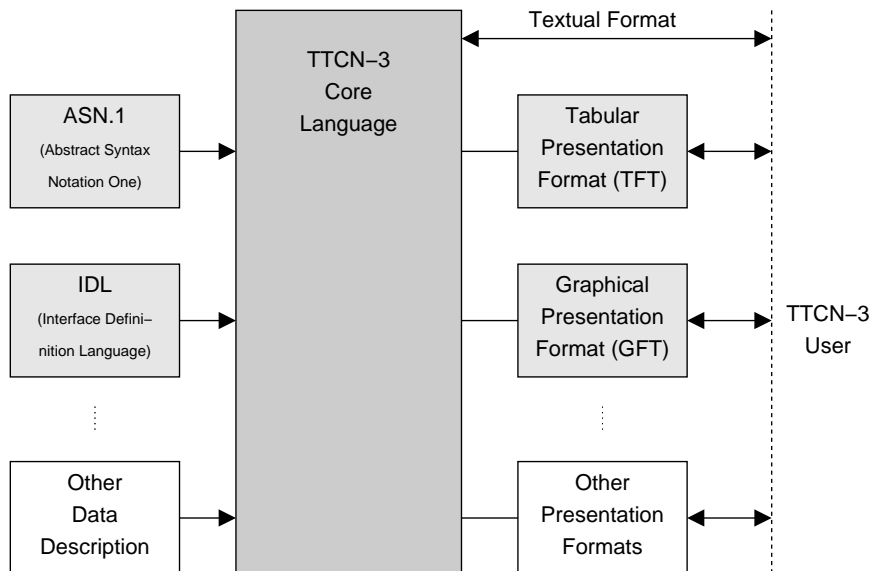 Textual Format
TTCN−3
Core
Language
ASN.1
(Abstract Syntax
Notation One)
Tabular
Presentation
Format (TFT)
IDL
(Interface Defini−
nition Language)
Graphical
Presentation
Format (GFT)
TTCN−3
User
Other
Data
Description
Other
Presentation
Formats